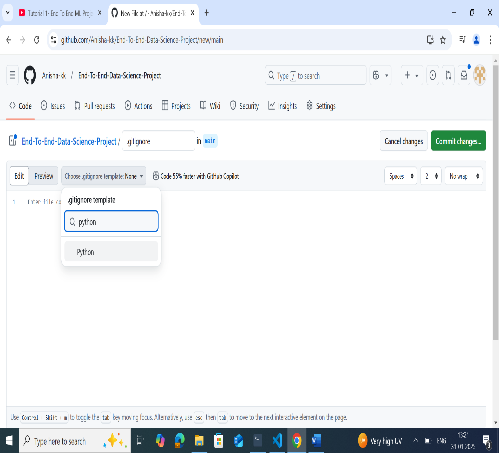 Tutorial 1- End To End ML Proje
New File at / · Anisha-kk/End-To-
github.com/Anisha-kk/End-To-End-Data-Science-Project/new/main
Anisha-kk / End-To-End-Data-Science-Project
Type / to search
Code Issues Pull requests Actions Projects Wiki Security Insights Settings
End-To-End-Data-Science-Project / .gitignore in main
Cancel changes Commit changes...
Edit Preview Choose .gitignore template: None Code 55% faster with GitHub Copilot Spaces 2 No wrap
1 Enter file co
.gitignore template
python
Python
Use Control + Shift + m to toggle the tab key moving focus. Alternatively, use esc then tab to move to the next interactive element on the page.
Type here to search
Very high UV
ENG